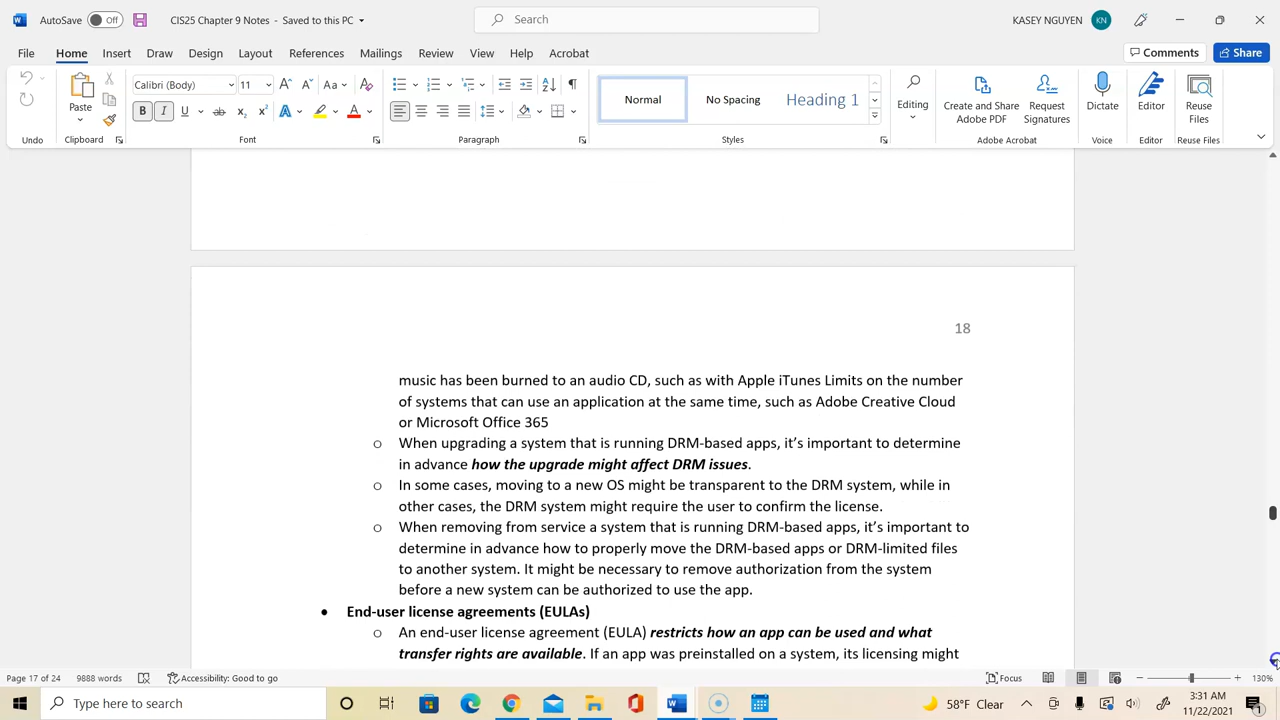 AutoSave Off CIS25 Chapter 9 Notes - Saved to this PC Search KASEY NGUYEN KN
File Home Insert Draw Design Layout References Mailings Review View Help Acrobat Comments Share
Calibri (Body) 11 Aa Normal No Spacing Heading 1
Paste Editing Create and Share Adobe PDF Request Signatures Dictate Editor Reuse Files
B I U ab x₂ x² A A
Undo Clipboard Font Paragraph Styles Adobe Acrobat Voice Editor Reuse Files
18
music has been burned to an audio CD, such as with Apple iTunes Limits on the number
of systems that can use an application at the same time, such as Adobe Creative Cloud
or Microsoft Office 365
o When upgrading a system that is running DRM-based apps, it's important to determine
in advance how the upgrade might affect DRM issues.
o In some cases, moving to a new OS might be transparent to the DRM system, while in
other cases, the DRM system might require the user to confirm the license.
o When removing from service a system that is running DRM-based apps, it's important to
determine in advance how to properly move the DRM-based apps or DRM-limited files
to another system. It might be necessary to remove authorization from the system
before a new system can be authorized to use the app.
• End-user license agreements (EULAs)
o An end-user license agreement (EULA) restricts how an app can be used and what
transfer rights are available. If an app was preinstalled on a system, its licensing might
Page 17 of 24 9888 words Accessibility: Good to go Focus 130%
Type here to search 58°F Clear 3:31 AM
11/22/2021 1